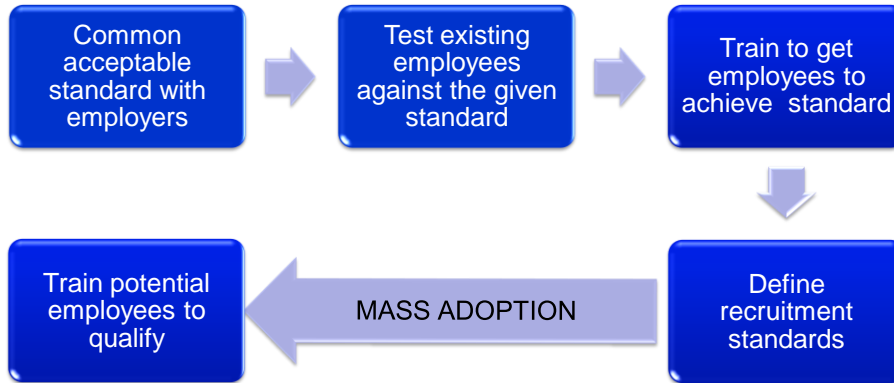 Common
acceptable
standard with
employers
Test existing
employees
against the given
standard
Train to get
employees to
achieve standard
Define
recruitment
standards
MASS ADOPTION
Train potential
employees to
qualify